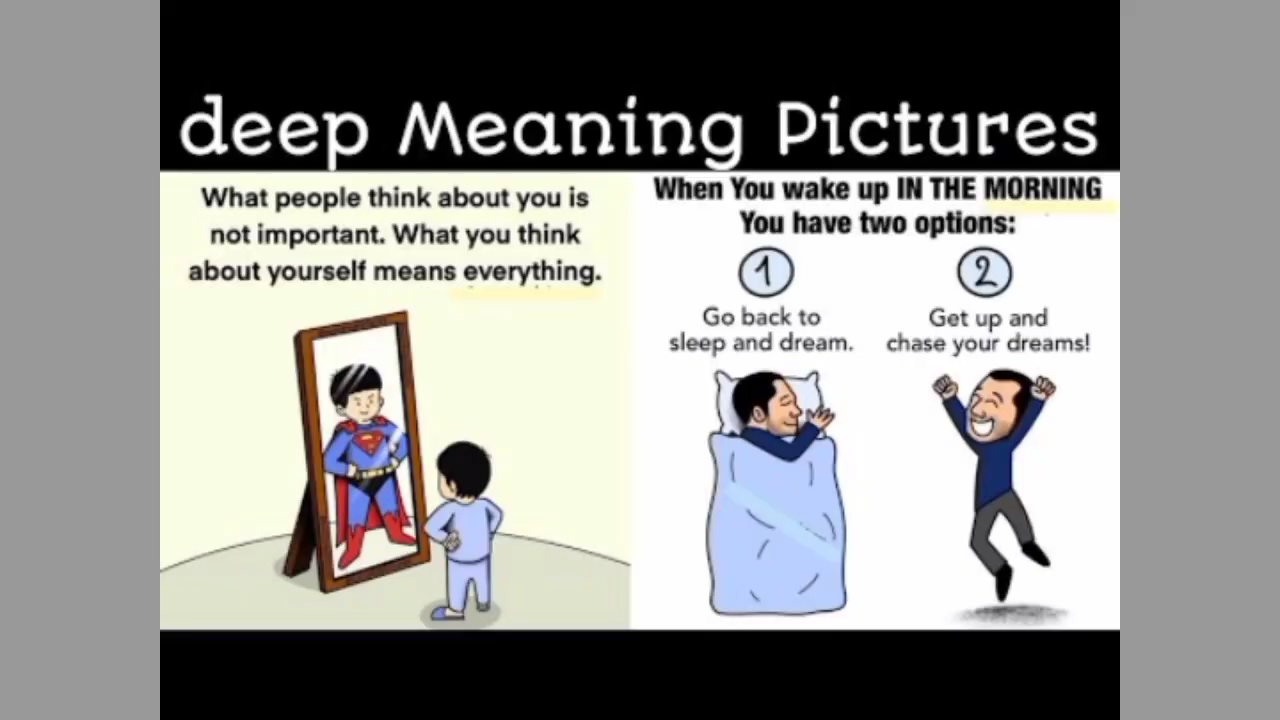 deep Meaning Pictures
What people think about you is
not important. What you think
about yourself means everything.
When You wake up IN THE MORNING
You have two options:
1
Go back to
sleep and dream.
2
Get up and
chase your dreams!